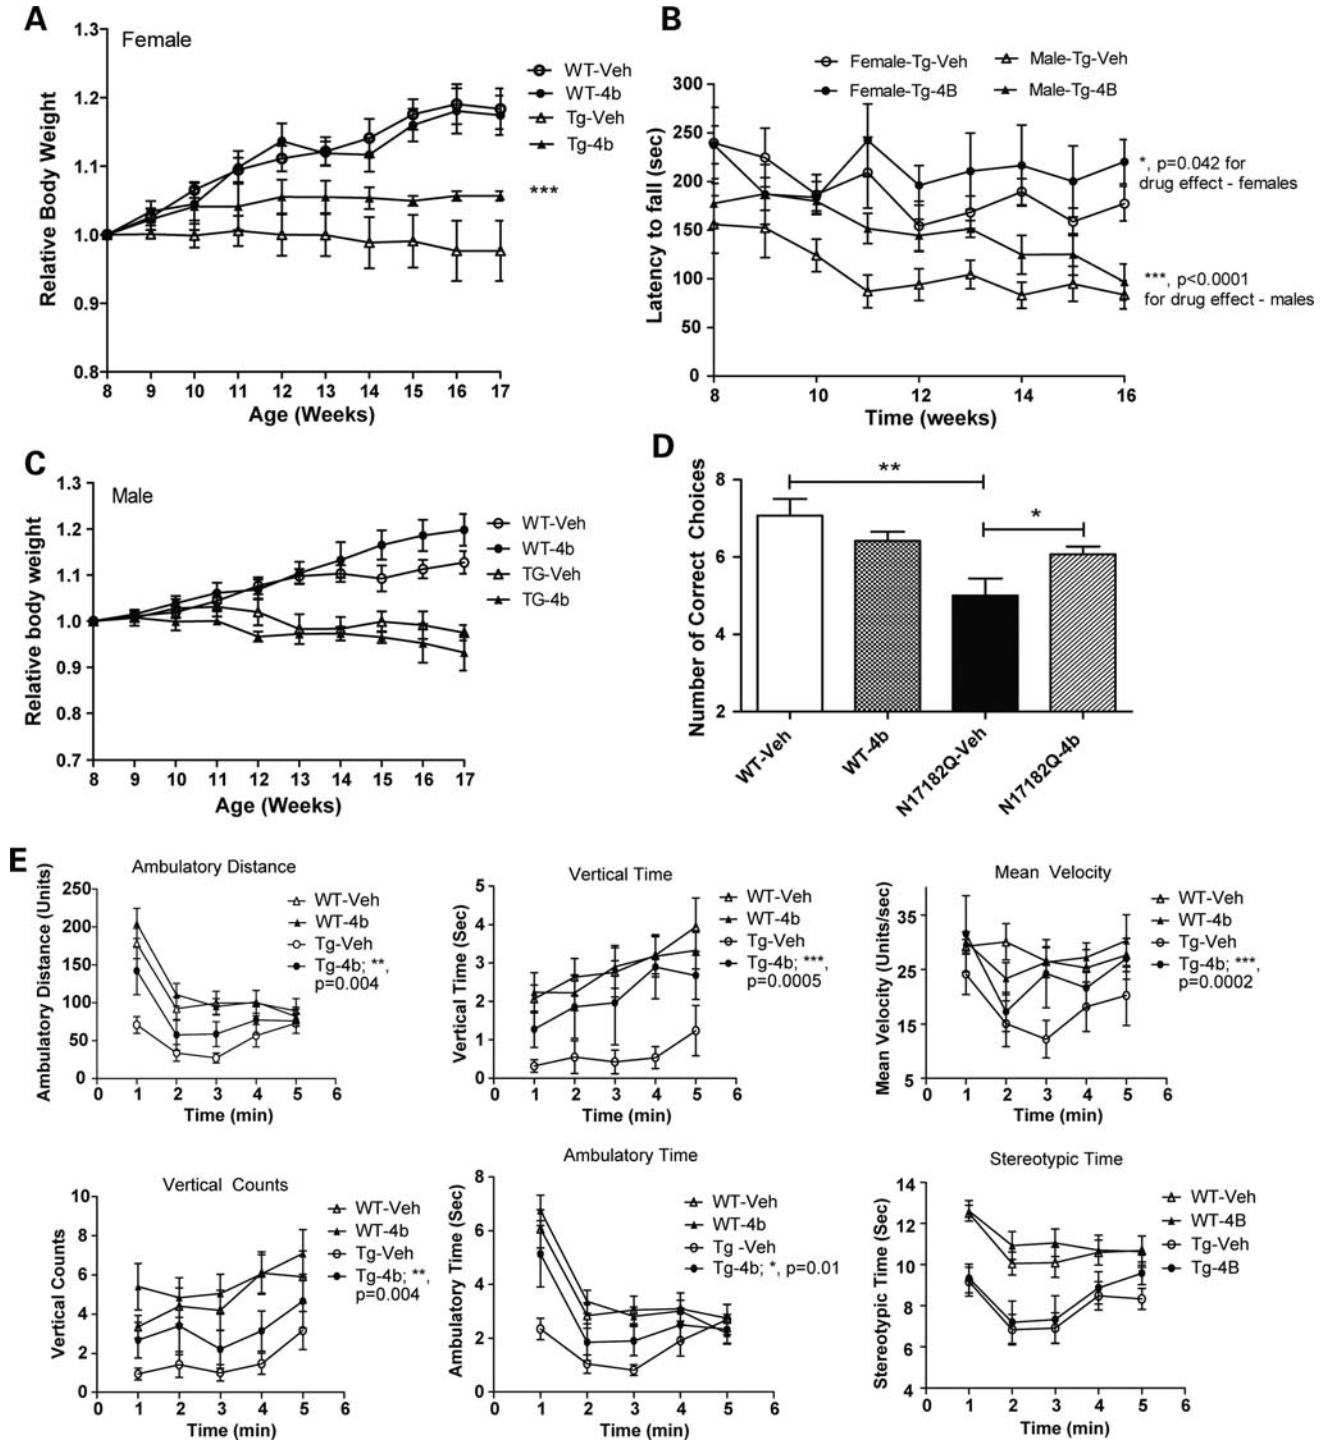 A
Female
Relative Body Weight
1.3
1.2
1.1
1.0
0.9
0.8
8 9 10 11 12 13 14 15 16 17
Age (Weeks)
WT-Veh
WT-4b
Tg-Veh
Tg-4b
***
B
Female-Tg-Veh
Male-Tg-Veh
Female-Tg-4B
Male-Tg-4B
Latency to fall (sec)
300
250
200
150
100
50
0
8 10 12 14 16
Time (weeks)
*, p=0.042 for
drug effect - females
***, p<0.0001
for drug effect - males
C
Male
Relative body weight
1.3
1.2
1.1
1.0
0.9
0.8
0.7
8 9 10 11 12 13 14 15 16 17
Age (Weeks)
WT-Veh
WT-4b
TG-Veh
TG-4b
D
Number of Correct Choices
8
6
4
2
**
*
WT-Veh
WT-4b
N17182Q-Veh
N17182Q-4b
E
Ambulatory Distance
Ambulatory Distance (Units)
250
200
150
100
50
0
0 1 2 3 4 5 6
Time (min)
WT-Veh
WT-4b
Tg-Veh
Tg-4b; **,
p=0.004
Vertical Time
Vertical Time (Sec)
5
4
3
2
1
0
0 1 2 3 4 5 6
Time (min)
WT-Veh
WT-4b
Tg-Veh
Tg-4b; ***,
p=0.0005
Mean Velocity
Mean Velocity (Units/sec)
35
25
15
5
0 1 2 3 4 5 6
Time (min)
WT-Veh
WT-4b
Tg-Veh
Tg-4b; ***,
p=0.0002
Vertical Counts
Vertical Counts
10
8
6
4
2
0
0 1 2 3 4 5 6
Time (min)
WT-Veh
WT-4b
Tg-Veh
Tg-4b; **,
p=0.004
Ambulatory Time
Ambulatory Time (Sec)
8
6
4
2
0
0 1 2 3 4 5 6
Time (min)
WT-Veh
WT-4b
Tg -Veh
Tg-4b; *, p=0.01
Stereotypic Time
Stereotypic Time (Sec)
14
12
10
8
6
4
0 1 2 3 4 5 6
Time (min)
WT-Veh
WT-4B
Tg-Veh
Tg-4B